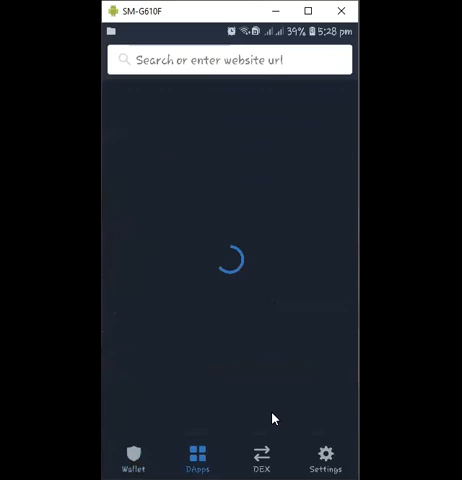 SM-G610F
39% 5:28 pm
Search or enter website url
Wallet DApps DEX Settings